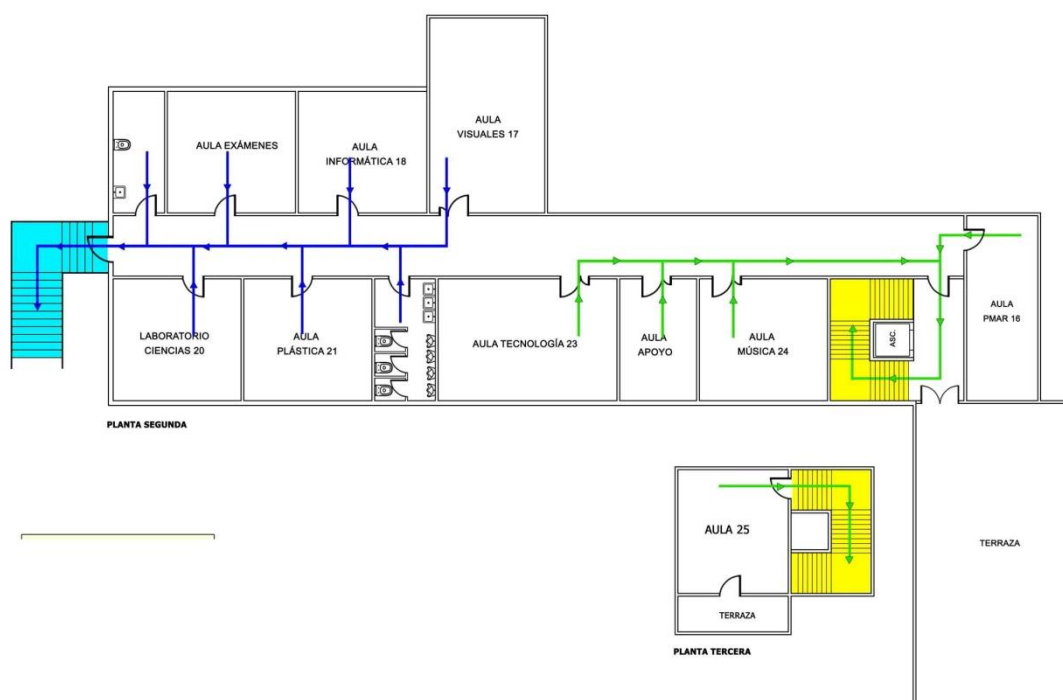 AULA
VISUALES 17
AULA EXÁMENES
AULA
INFORMÁTICA 18
LABORATORIO
CIENCIAS 20
AULA
PLÁSTICA 21
AULA TECNOLOGÍA 23
AULA
APOYO
AULA
MÚSICA 24
ASC.
AULA
PMAR 16
PLANTA SEGUNDA
AULA 25
TERRAZA
TERRAZA
PLANTA TERCERA